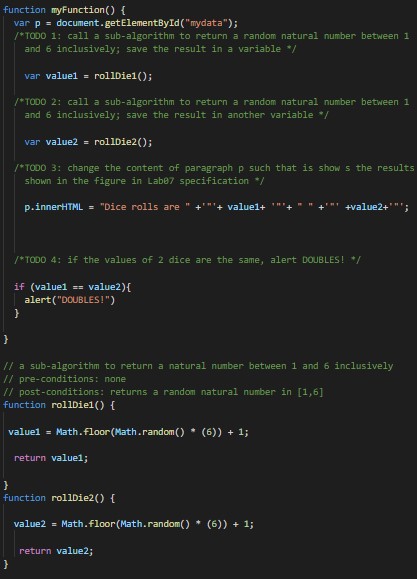 function myFunction() {
var p = document.getElementById("mydata");
/*TODO 1: call a sub-algorithm to return a random natural number between 1
and 6 inclusively; save the result in a variable */
var value1 = rollDie1();
/*TODO 2: call a sub-algorithm to return a random natural number between 1
and 6 inclusively; save the result in another variable */
var value2 = rollDie2();
/*TODO 3: change the content of paragraph p such that is show s the results
shown in the figure in Lab07 specification */
p.innerHTML = "Dice rolls are " +'"'+ value1+ '"'+ " " +'"' +value2+'"';
/*TODO 4: if the values of 2 dice are the same, alert DOUBLES! */
if (value1 == value2){
alert("DOUBLES!")
}
}
// a sub-algorithm to return a natural number between 1 and 6 inclusively
// pre-conditions: none
// post-conditions: returns a random natural number in [1,6]
function rollDie1() {
value1 = Math.floor(Math.random() * (6)) + 1;
return value1;
}
function rollDie2() {
value2 = Math.floor(Math.random() * (6)) + 1;
return value2;
}